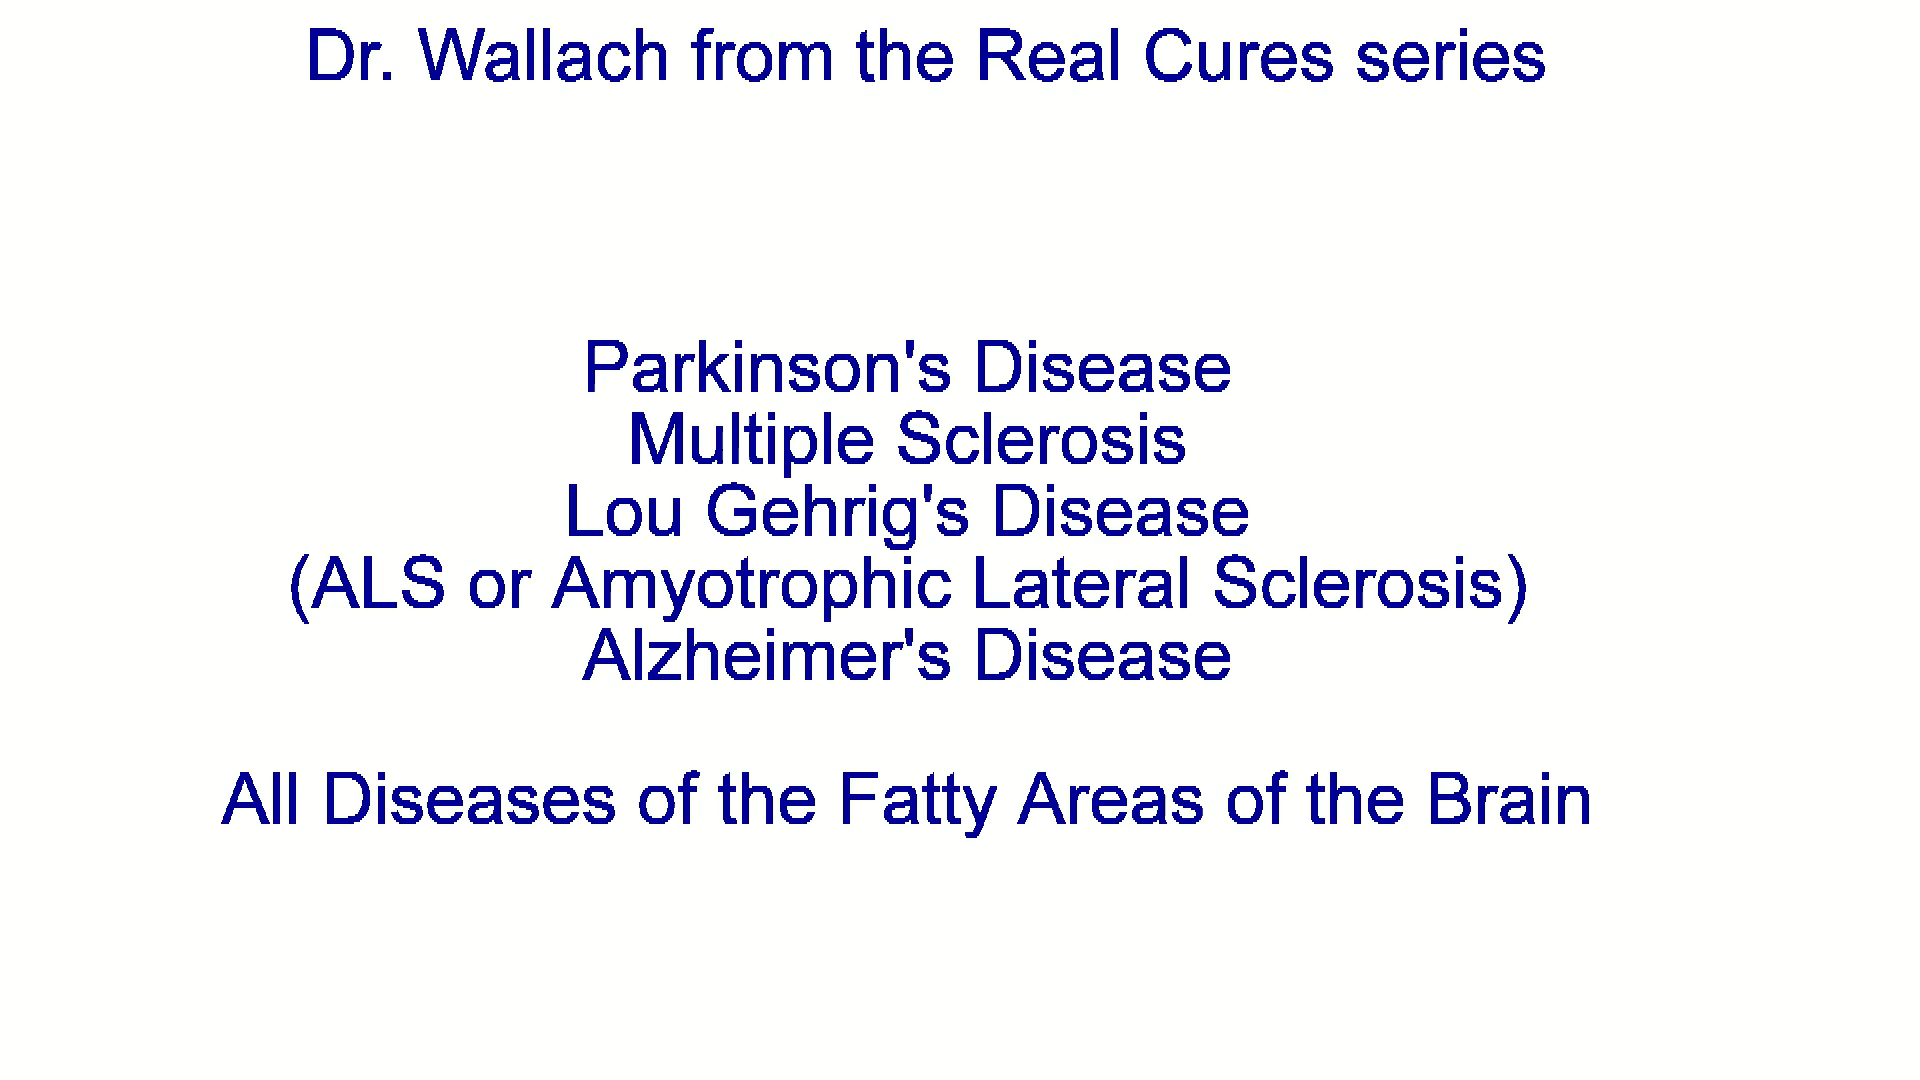 Dr. Wallach from the Real Cures series
Parkinson's Disease
Multiple Sclerosis
Lou Gehrig's Disease
(ALS or Amyotrophic Lateral Sclerosis)
Alzheimer's Disease
All Diseases of the Fatty Areas of the Brain